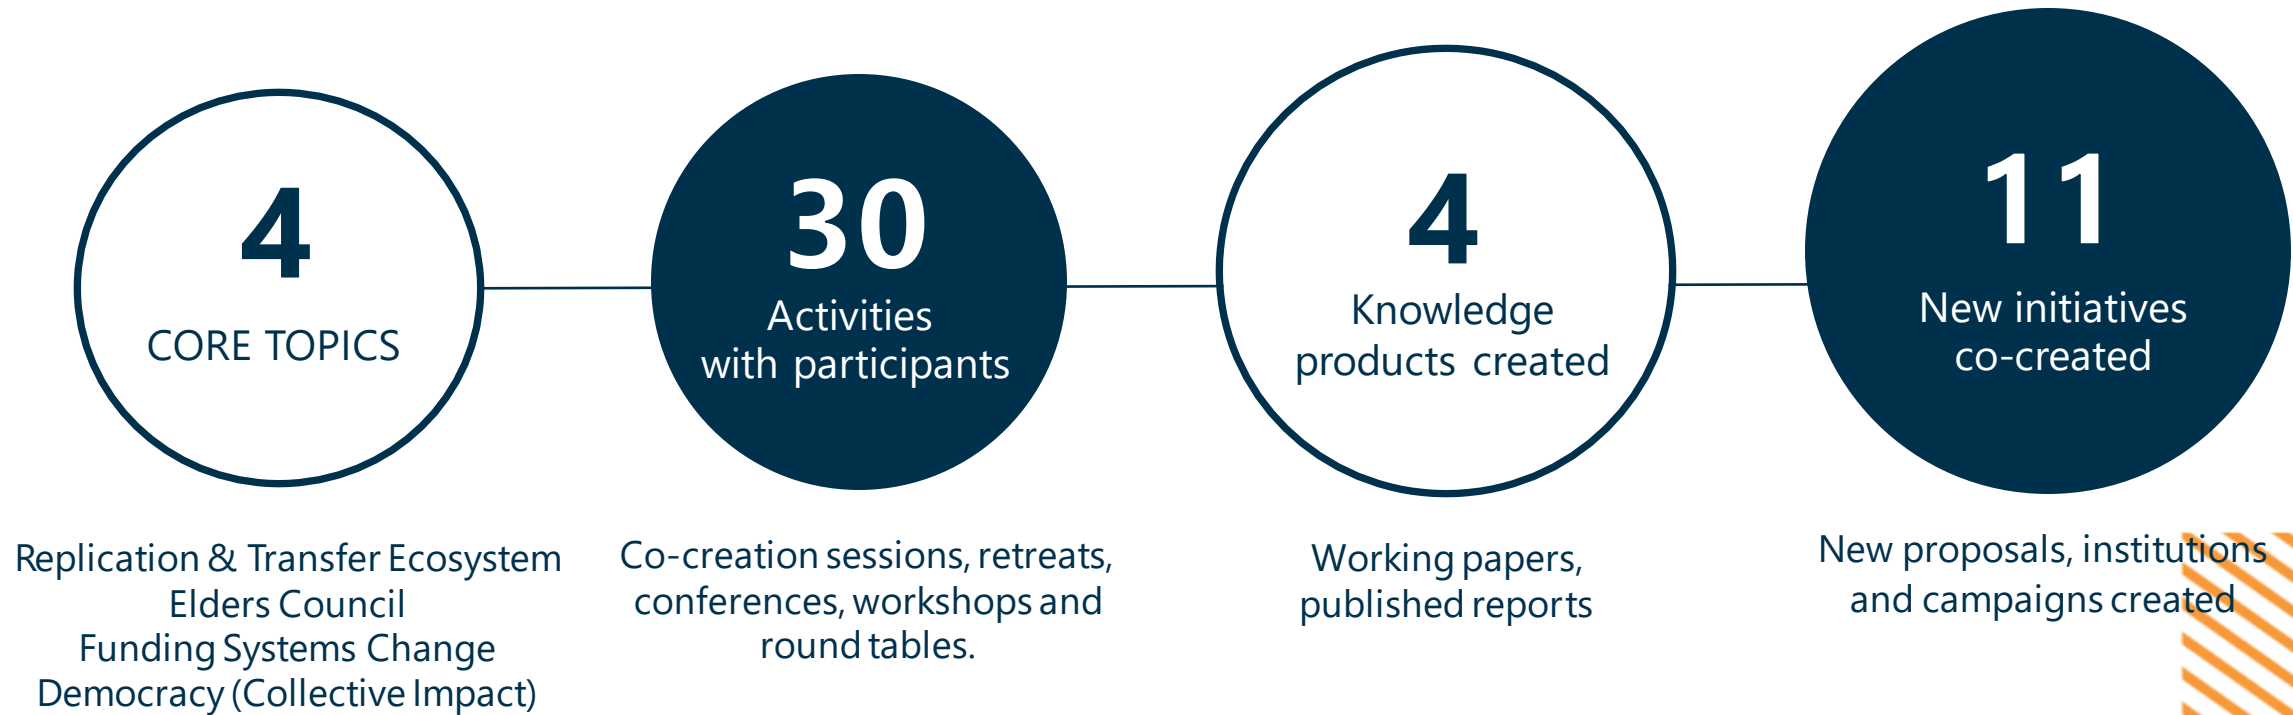 4
CORE TOPICS
Replication & Transfer Ecosystem
Elders Council
Funding Systems Change
Democracy (Collective Impact)
30
Activities
with participants
Co-creation sessions, retreats,
conferences, workshops and
round tables.
4
Knowledge
products created
Working papers,
published reports
11
New initiatives
co-created
New proposals, institutions
and campaigns created